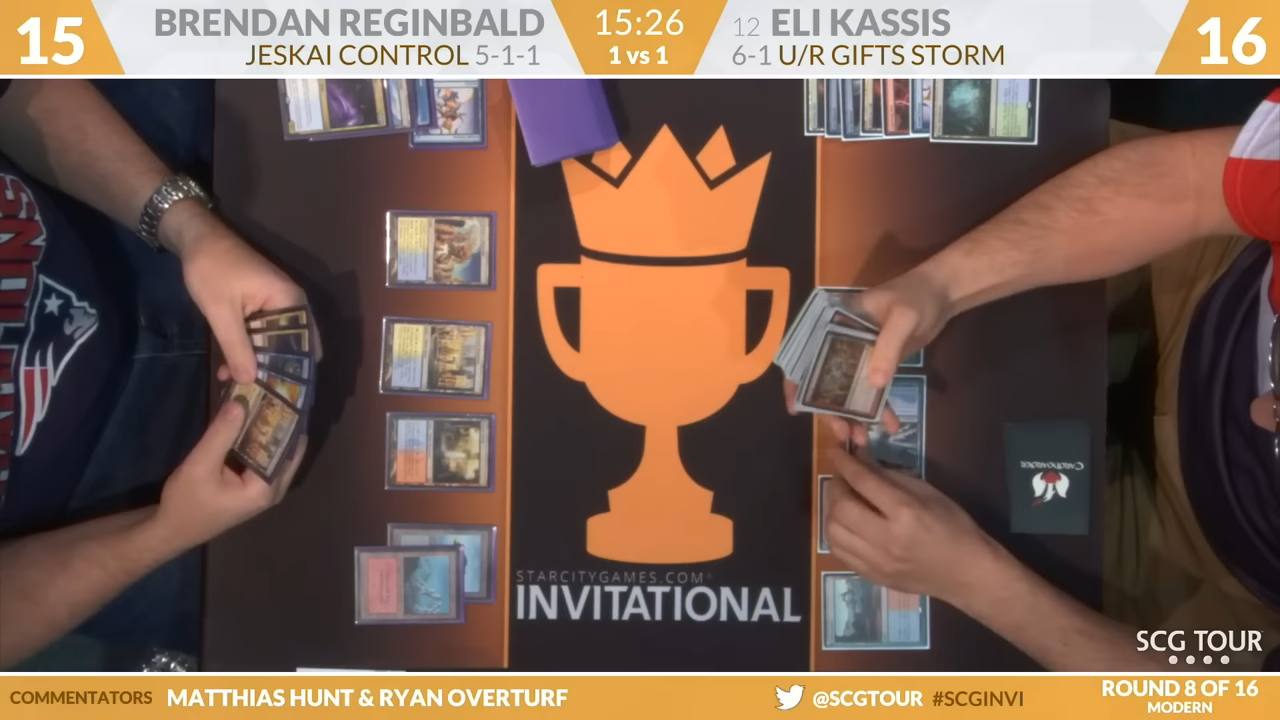 15
BRENDAN REGINBALD
JESKAI CONTROL 5-1-1
15:26
1 vs 1
12 ELI KASSIS
6-1 U/R GIFTS STORM
16
STARCITYGAMES.COM®
INVITATIONAL
SCG TOUR
COMMENTATORS MATTHIAS HUNT & RYAN OVERTURF
@SCGTOUR #SCGINVI
ROUND 8 OF 16
MODERN